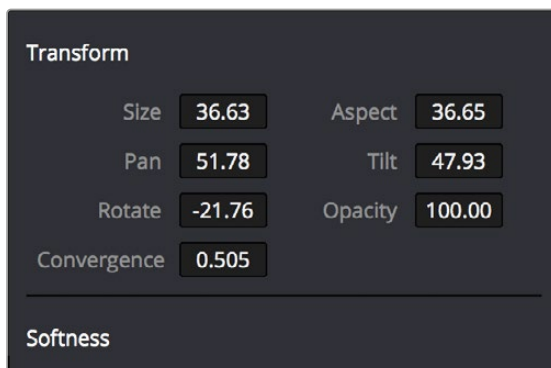 Transform
Size 36.63 Aspect 36.65
Pan 51.78 Tilt 47.93
Rotate -21.76 Opacity 100.00
Convergence 0.505
Softness